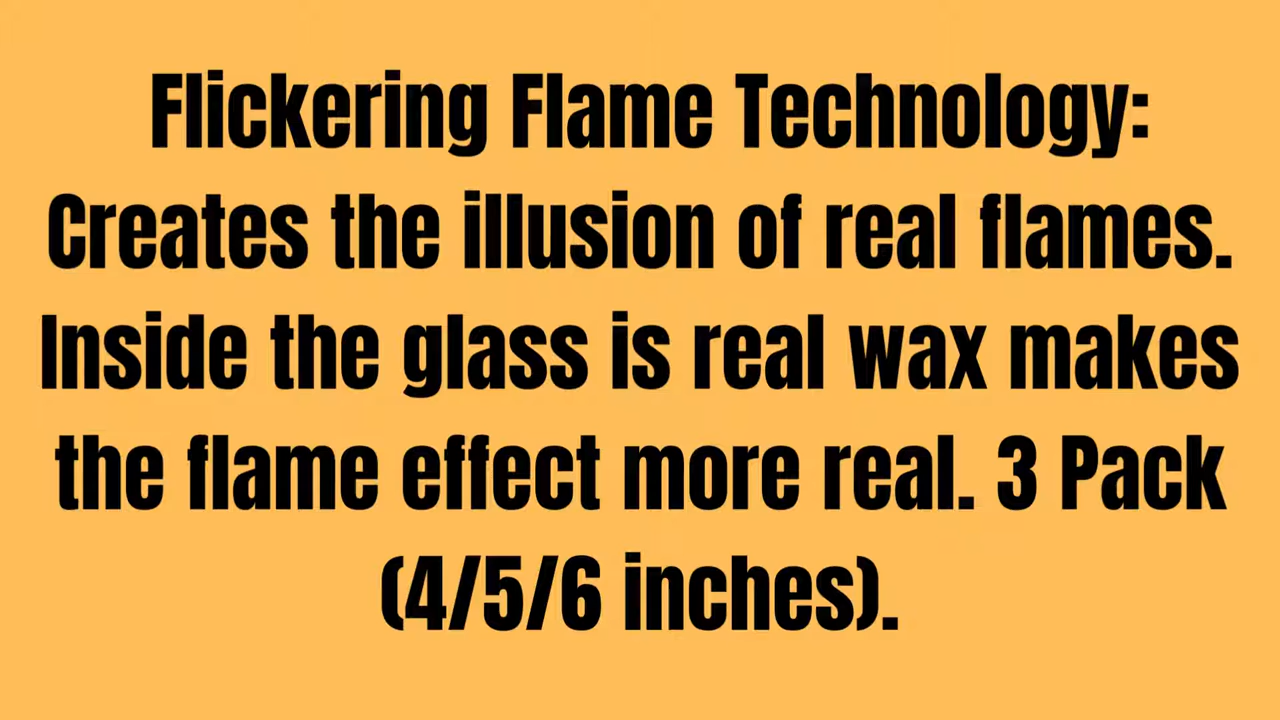 Flickering Flame Technology:
Creates the illusion of real flames.
Inside the glass is real wax makes
the flame effect more real. 3 Pack
(4/5/6 inches).